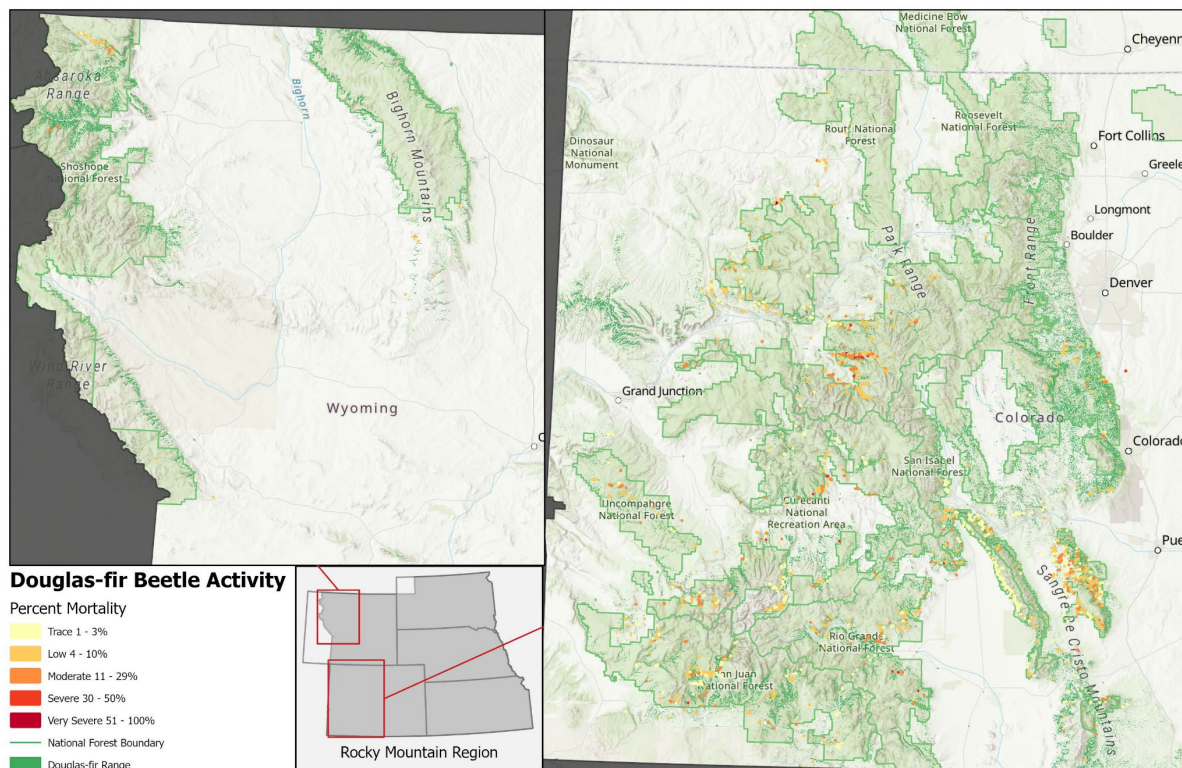 Absaroka
Range
Shoshone
National Forest
Bighorn
Bighorn Mountains
Wind River
Range
Wyoming
Medicine Bow
National Forest
Cheyenn
Dinosaur
National
Monument
Routt National
Forest
Roosevelt
National Forest
Fort Collins
Greele
Longmont
Boulder
Park Range
Front Range
Denver
Grand Junction
Colorado
Colorado
San Isabel
National Forest
Uncompahgre
National Forest
Curecanti
National
Recreation Area
Pue
Sangre de Cristo Mountains
Rio Grande
National Forest
San Juan
National Forest
Douglas-fir Beetle Activity
Percent Mortality
Trace 1 - 3%
Low 4 - 10%
Moderate 11 - 29%
Severe 30 - 50%
Very Severe 51 - 100%
National Forest Boundary
Douglas-fir Range
Rocky Mountain Region